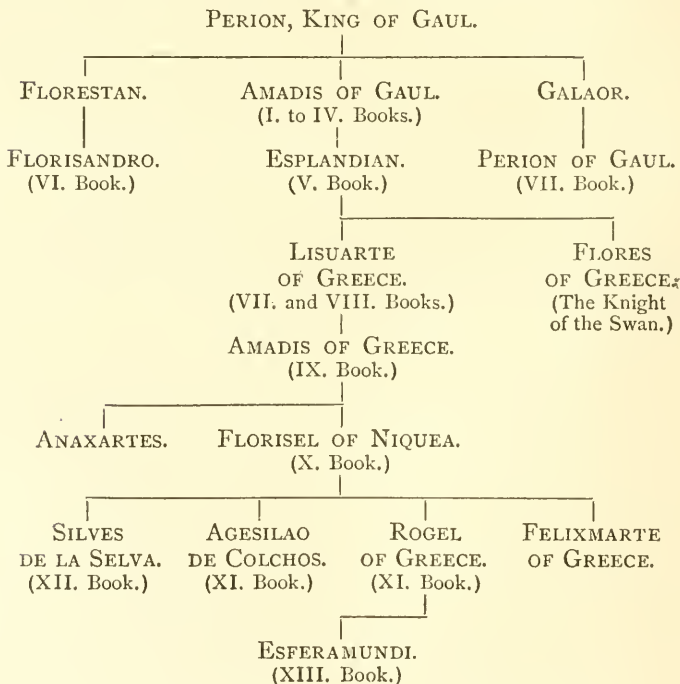 PERION, KING OF GAUL.
FLORESTAN. AMADIS OF GAUL. GALAOR.
(I. to IV. Books.)
FLORISANDRO. ESPLANDIAN. PERION OF GAUL.
(VI. Book.) (V. Book.) (VII. Book.)
LISUARTE FLORES
OF GREECE. OF GREECE.
(VII. and VIII. Books.) (The Knight
of the Swan.)
AMADIS OF GREECE.
(IX. Book.)
ANAXARTES. FLORISEL OF NIQUEA.
(X. Book.)
SILVES AGESILAO ROGEL FELIXMARTE
DE LA SELVA. DE COLCHOS. OF GREECE. OF GREECE.
(XII. Book.) (XI. Book.) (XI. Book.)
ESFERAMUNDI.
(XIII. Book.)